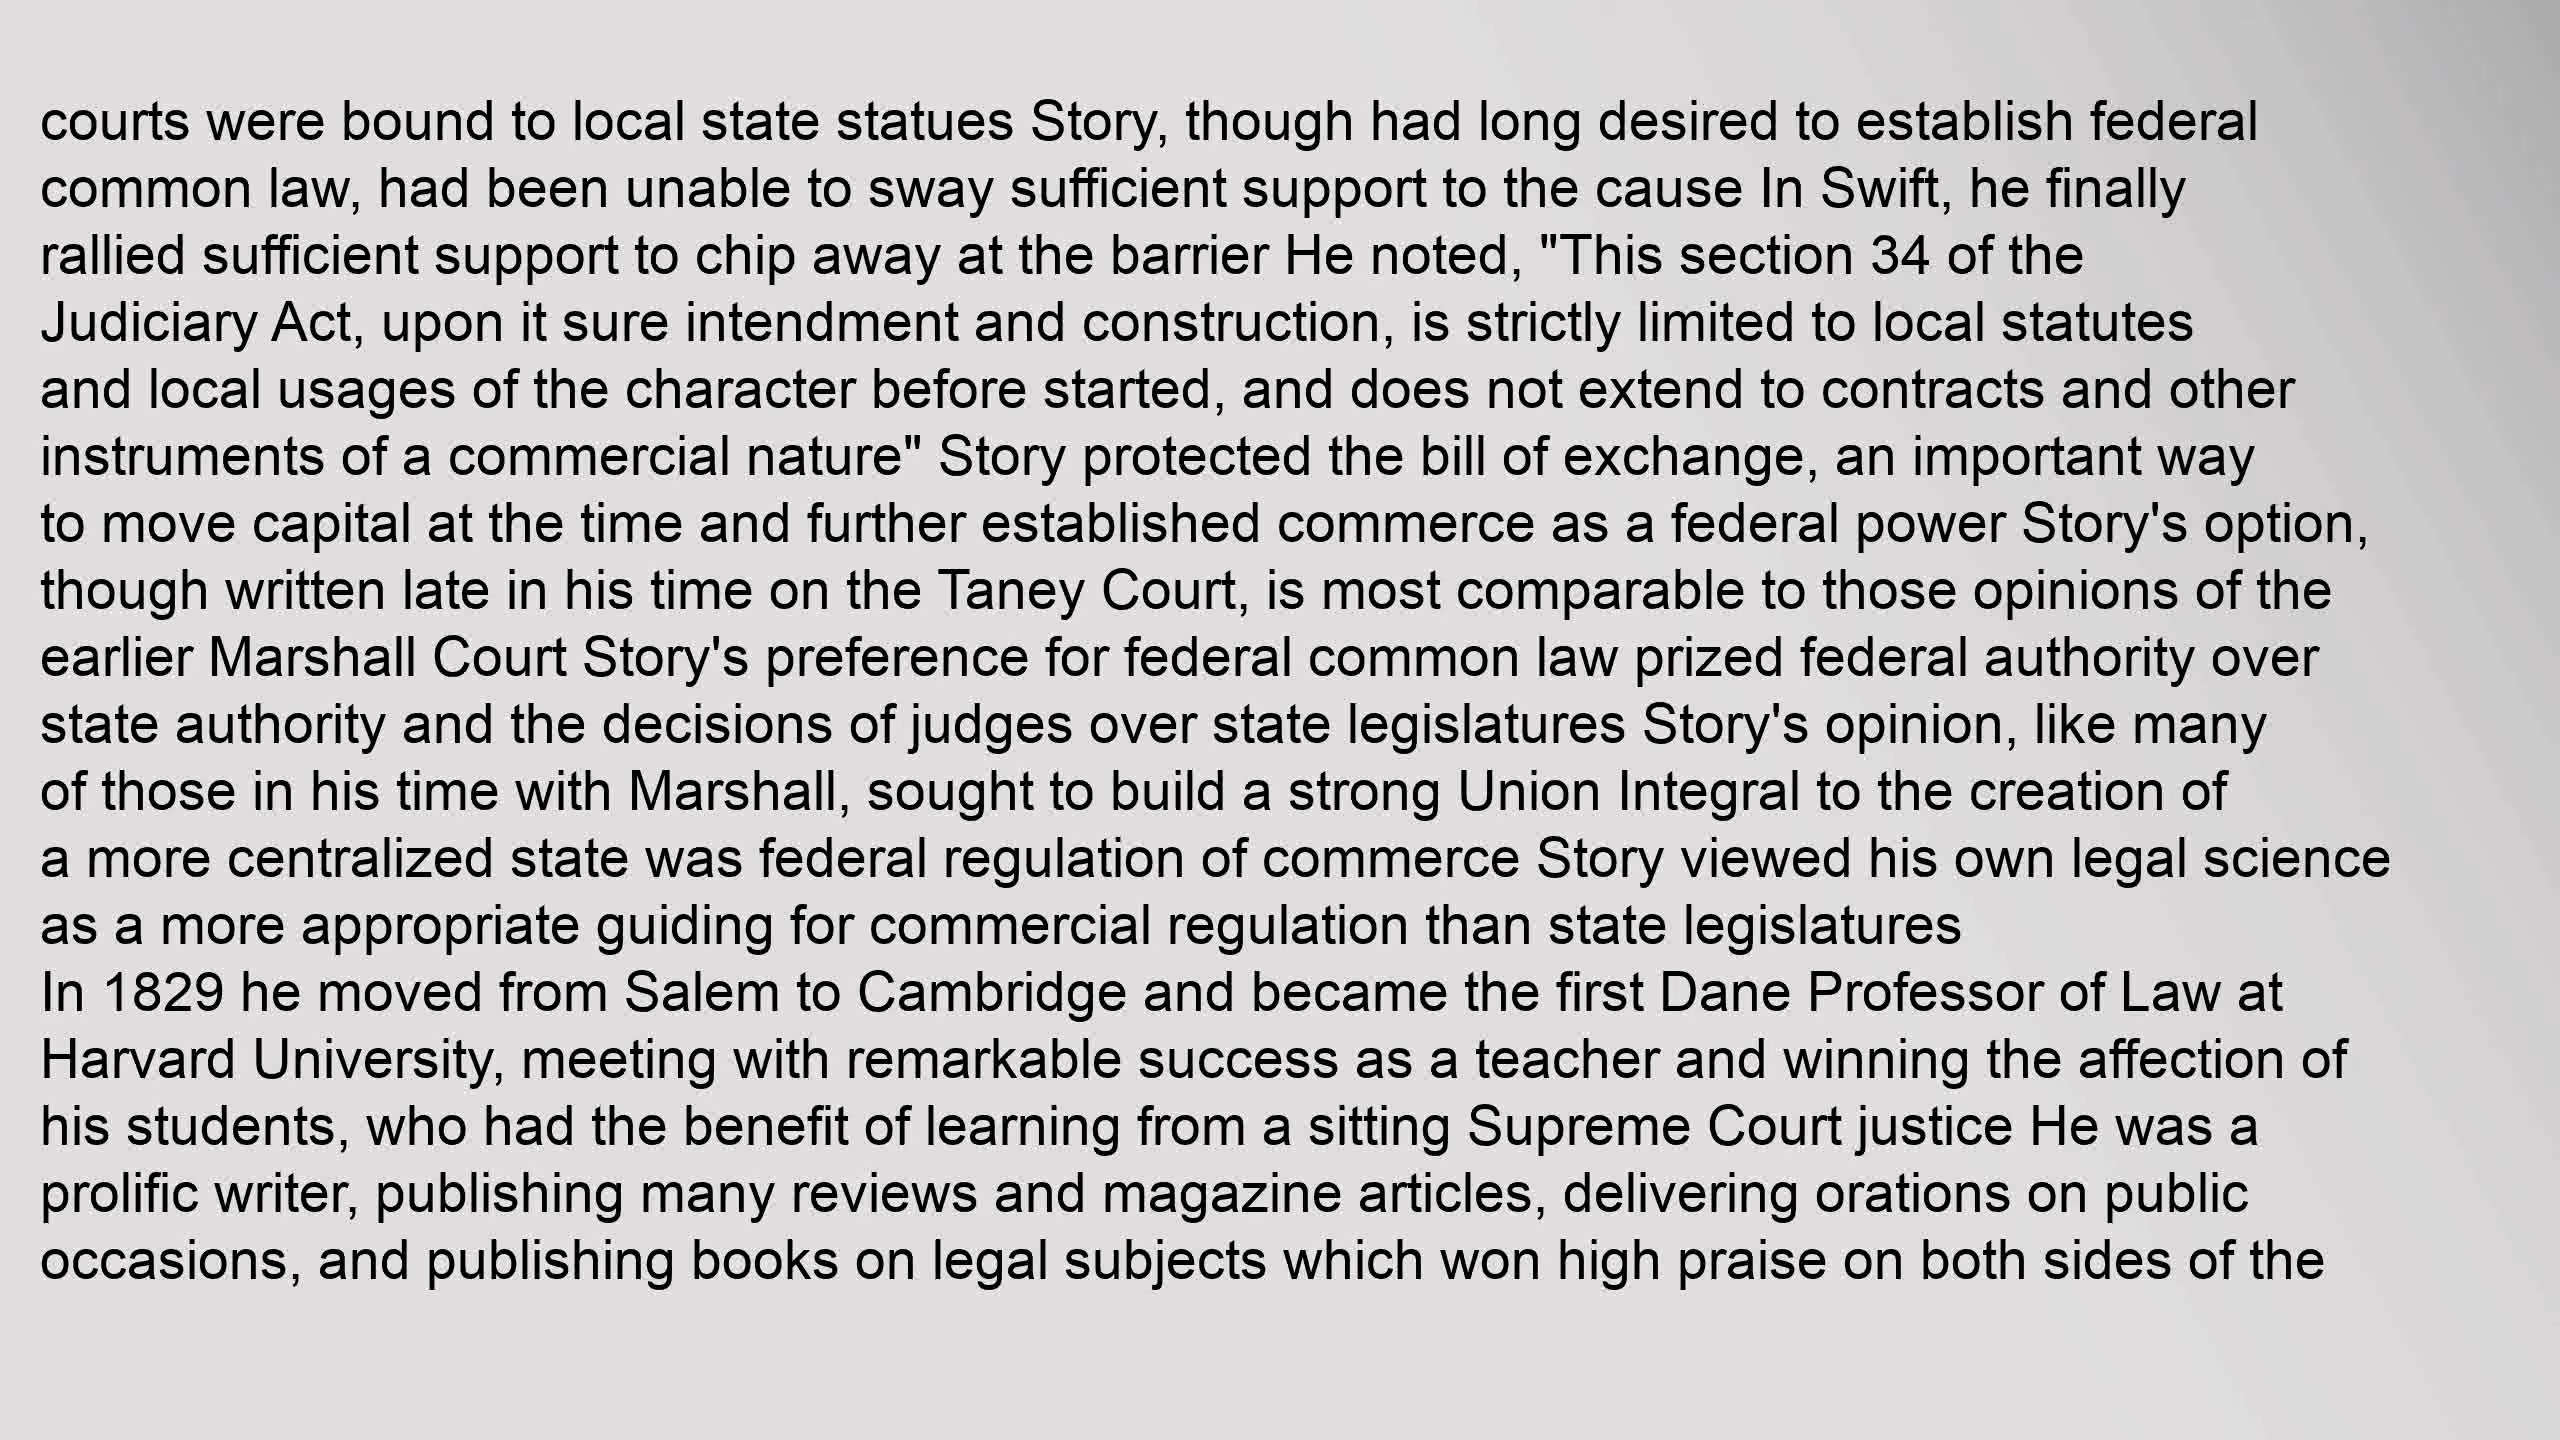 courts were bound to local state statues Story, though had long desired to establish federal
common law, had been unable to sway sufficient support to the cause In Swift, he finally
rallied sufficient support to chip away at the barrier He noted, "This section 34 of the
Judiciary Act, upon it sure intendment and construction, is strictly limited to local statutes
and local usages of the character before started, and does not extend to contracts and other
instruments of a commercial nature" Story protected the bill of exchange, an important way
to move capital at the time and further established commerce as a federal power Story's option,
though written late in his time on the Taney Court, is most comparable to those opinions of the
earlier Marshall Court Story's preference for federal common law prized federal authority over
state authority and the decisions of judges over state legislatures Story's opinion, like many
of those in his time with Marshall, sought to build a strong Union Integral to the creation of
a more centralized state was federal regulation of commerce Story viewed his own legal science
as a more appropriate guiding for commercial regulation than state legislatures
In 1829 he moved from Salem to Cambridge and became the first Dane Professor of Law at
Harvard University, meeting with remarkable success as a teacher and winning the affection of
his students, who had the benefit of learning from a sitting Supreme Court justice He was a
prolific writer, publishing many reviews and magazine articles, delivering orations on public
occasions, and publishing books on legal subjects which won high praise on both sides of the